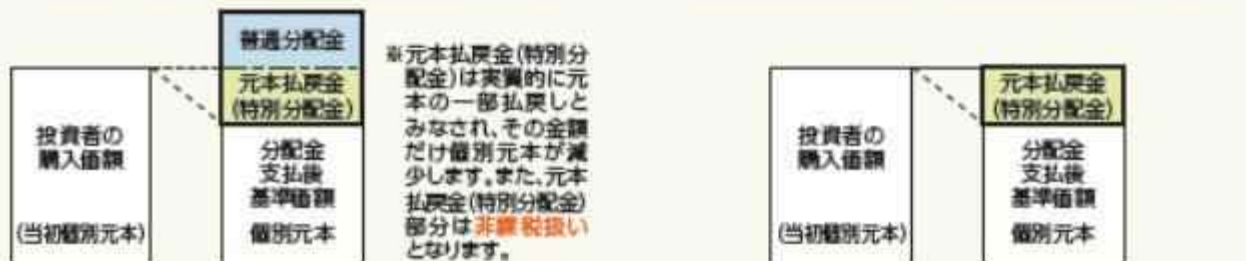 普通分配金
元本払戻金
(特別分配金)
投資者の
購入価額
(当初個別元本)
分配金
支払後
基準価額
個別元本
※元本払戻金(特別分
配金)は実質的に元
本の一部払戻しと
みなされ、その金額
だけ個別元本が減
少します。また、元本
払戻金(特別分配金)
部分は非課税扱い
となります。
投資者の
購入価額
(当初個別元本)
元本払戻金
(特別分配金)
分配金
支払後
基準価額
個別元本